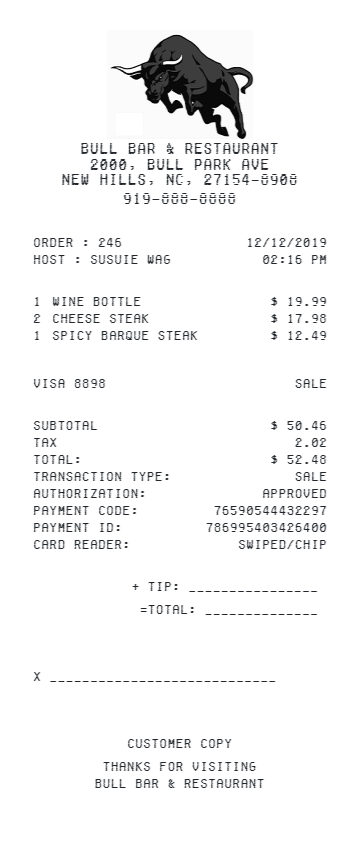 BULL BAR & RESTAURANT
2000, BULL PARK AVE
NEW HILLS, NC, 27154-0900
919-888-8888
ORDER : 246 12/12/2019
HOST : SUSUIE WAG 02:16 PM
1 WINE BOTTLE $ 19.99
2 CHEESE STEAK $ 17.98
1 SPICY BARQUE STEAK $ 12.49
VISA 8898 SALE
SUBTOTAL $ 50.46
TAX 2.02
TOTAL: $ 52.48
TRANSACTION TYPE: SALE
AUTHORIZATION: APPROVED
PAYMENT CODE: 76590544432297
PAYMENT ID: 786995403426400
CARD READER: SWIPED/CHIP
+ TIP: ________________
=TOTAL: ______________
X ____________________________
CUSTOMER COPY
THANKS FOR VISITING
BULL BAR & RESTAURANT